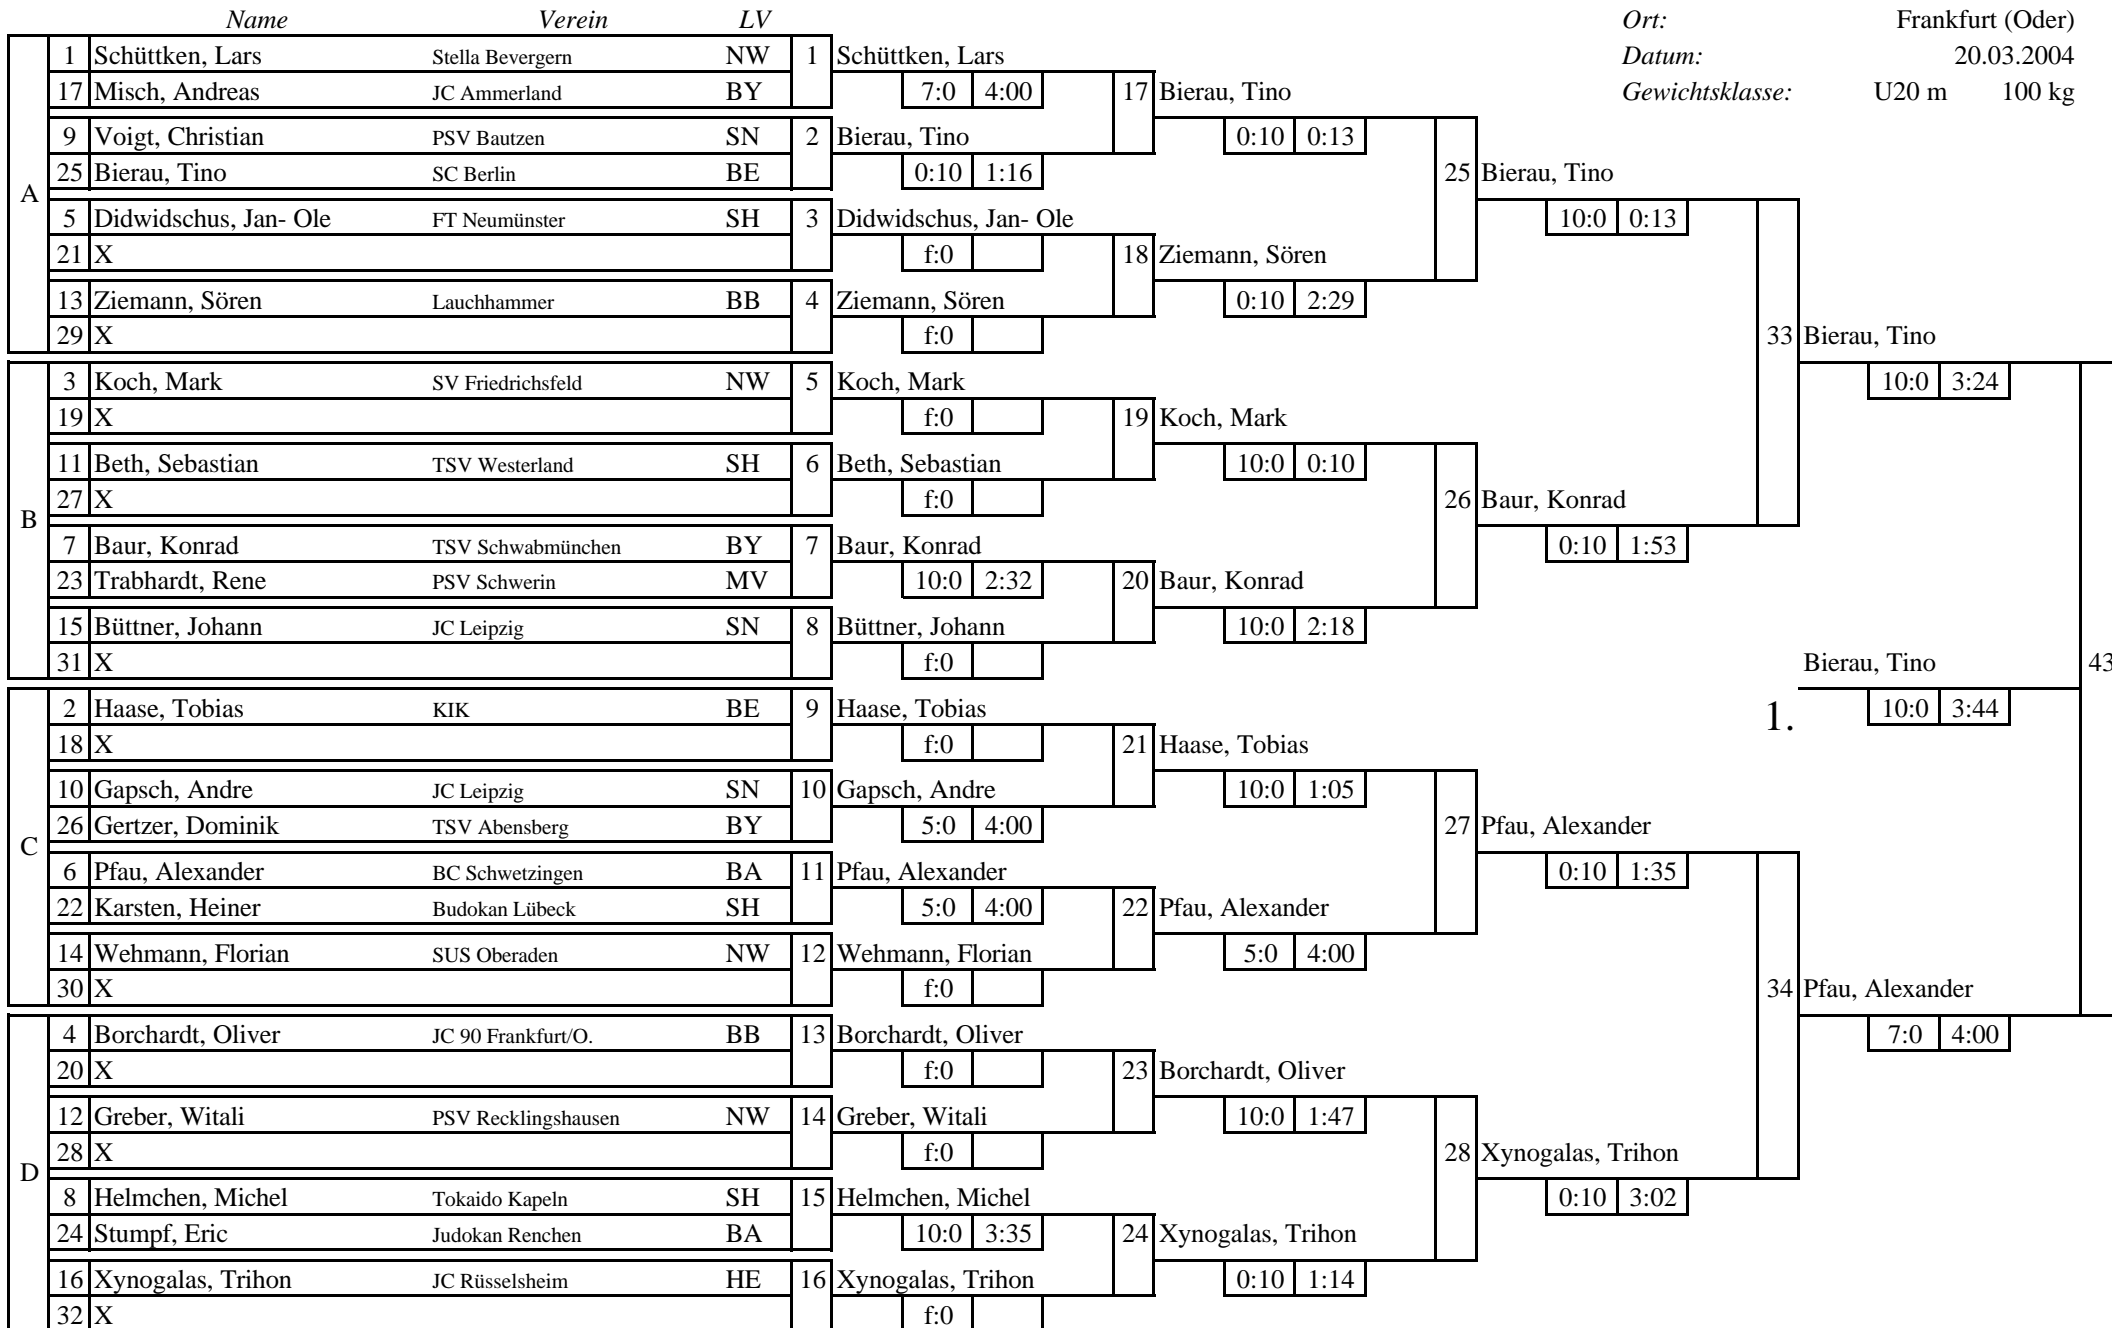 Name Verein LV Ort: Frankfurt (Oder)
1 Schüttken, Lars Stella Bevergern NW 1 Schüttken, Lars Datum: 20.03.2004
17 Misch, Andreas JC Ammerland BY 7:0 4:00 17 Bierau, Tino Gewichtsklasse: U20 m 100 kg
9 Voigt, Christian PSV Bautzen SN 2 Bierau, Tino 0:10 0:13
25 Bierau, Tino SC Berlin BE 0:10 1:16 25 Bierau, Tino
A
5 Didwidschus, Jan- Ole FT Neumünster SH 3 Didwidschus, Jan- Ole 10:0 0:13
21 X f:0 18 Ziemann, Sören
13 Ziemann, Sören Lauchhammer BB 4 Ziemann, Sören 0:10 2:29
29 X f:0 33 Bierau, Tino
3 Koch, Mark SV Friedrichsfeld NW 5 Koch, Mark 10:0 3:24
19 X f:0 19 Koch, Mark
11 Beth, Sebastian TSV Westerland SH 6 Beth, Sebastian 10:0 0:10
27 X f:0 26 Baur, Konrad
B
7 Baur, Konrad TSV Schwabmünchen BY 7 Baur, Konrad 0:10 1:53
23 Trabhardt, Rene PSV Schwerin MV 10:0 2:32 20 Baur, Konrad
15 Büttner, Johann JC Leipzig SN 8 Büttner, Johann 10:0 2:18
31 X f:0 Bierau, Tino 43
2 Haase, Tobias KIK BE 9 Haase, Tobias 1. 10:0 3:44
18 X f:0 21 Haase, Tobias
10 Gapsch, Andre JC Leipzig SN 10 Gapsch, Andre 10:0 1:05
26 Gertzer, Dominik TSV Abensberg BY 5:0 4:00 27 Pfau, Alexander
C
6 Pfau, Alexander BC Schwetzingen BA 11 Pfau, Alexander 0:10 1:35
22 Karsten, Heiner Budokan Lübeck SH 5:0 4:00 22 Pfau, Alexander
14 Wehmann, Florian SUS Oberaden NW 12 Wehmann, Florian 5:0 4:00
30 X f:0 34 Pfau, Alexander
4 Borchardt, Oliver JC 90 Frankfurt/O. BB 13 Borchardt, Oliver 7:0 4:00
20 X f:0 23 Borchardt, Oliver
12 Greber, Witali PSV Recklingshausen NW 14 Greber, Witali 10:0 1:47
28 X f:0 28 Xynogalas, Trihon
D
8 Helmchen, Michel Tokaido Kapeln SH 15 Helmchen, Michel 0:10 3:02
24 Stumpf, Eric Judokan Renchen BA 10:0 3:35 24 Xynogalas, Trihon
16 Xynogalas, Trihon JC Rüsselsheim HE 16 Xynogalas, Trihon 0:10 1:14
32 X f:0